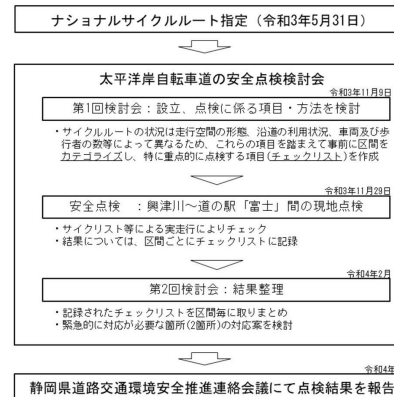 ナショナルサイクルルート指定（令和3年5月31日）
太平洋岸自転車道の安全点検検討会
令和3年11月9日
第1回検討会：設立、点検に係る項目・方法を検討
・サイクルルートの状況は走行空間の形態、沿道の利用状況、車両及び歩
行者の数等によって異なるため、これらの項目を踏まえて事前に区間を
カテゴライズし、特に重点的に点検する項目(チェックリスト)を作成
令和3年11月29日
安全点検　：興津川～道の駅「富士」間の現地点検
・サイクリスト等による実走行によりチェック
・結果については、区間ごとにチェックリストに記録
令和4年2月
第2回検討会：結果整理
・記録されたチェックリストを区間毎に取りまとめ
・緊急的に対応が必要な箇所(2箇所)の対応案を検討
令和4年
静岡県道路交通環境安全推進連絡会議にて点検結果を報告